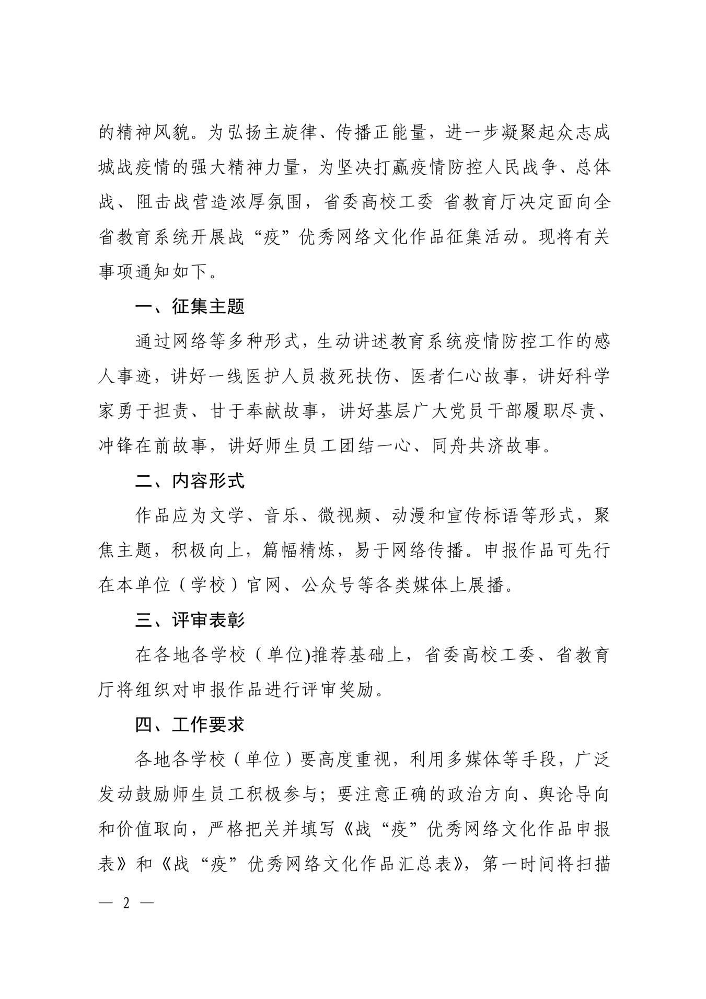 的精神风貌。为弘扬主旋律、传播正能量，进一步凝聚起众志成
城战疫情的强大精神力量，为坚决打赢疫情防控人民战争、总体
战、阻击战营造浓厚氛围，省委高校工委 省教育厅决定面向全
省教育系统开展战“疫”优秀网络文化作品征集活动。现将有关
事项通知如下。
一、征集主题
通过网络等多种形式，生动讲述教育系统疫情防控工作的感
人事迹，讲好一线医护人员救死扶伤、医者仁心故事，讲好科学
家勇于担责、甘于奉献故事，讲好基层广大党员干部履职尽责、
冲锋在前故事，讲好师生员工团结一心、同舟共济故事。
二、内容形式
作品应为文学、音乐、微视频、动漫和宣传标语等形式，聚
焦主题，积极向上，篇幅精炼，易于网络传播。申报作品可先行
在本单位（学校）官网、公众号等各类媒体上展播。
三、评审表彰
在各地各学校（单位)推荐基础上，省委高校工委、省教育
厅将组织对申报作品进行评审奖励。
四、工作要求
各地各学校（单位）要高度重视，利用多媒体等手段，广泛
发动鼓励师生员工积极参与；要注意正确的政治方向、舆论导向
和价值取向，严格把关并填写《战“疫”优秀网络文化作品申报
表》和《战“疫”优秀网络文化作品汇总表》，第一时间将扫描
— 2 —